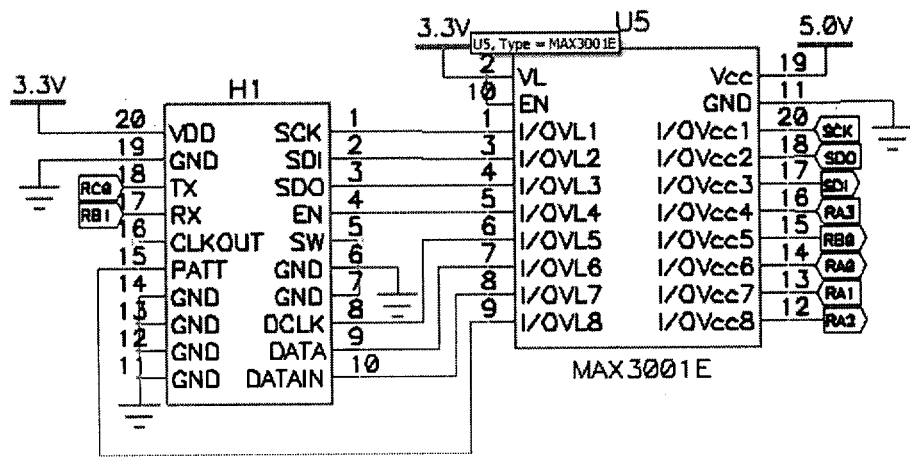 U5
3.3V
5.0V
U5, Type = MAX3001E
3.3V
H1
20 VDD SCK 1
19 GND SDI 2
RC0 18 TX SDO 3
RB1 17 RX EN 4
16 CLKOUT SW 5
15 PATT GND 6
14 GND GND 7
13 GND DCLK 8
12 GND DATA 9
11 GND DATAIN 10
2 VL Vcc 19
10 EN GND 11
1 I/OVL1 I/OVcc1 20 SCK
3 I/OVL2 I/OVcc2 18 SDO
4 I/OVL3 I/OVcc3 17 SDI
5 I/OVL4 I/OVcc4 16 RA3
6 I/OVL5 I/OVcc5 15 RB0
7 I/OVL6 I/OVcc6 14 RA0
8 I/OVL7 I/OVcc7 13 RA1
9 I/OVL8 I/OVcc8 12 RA2
MAX3001E